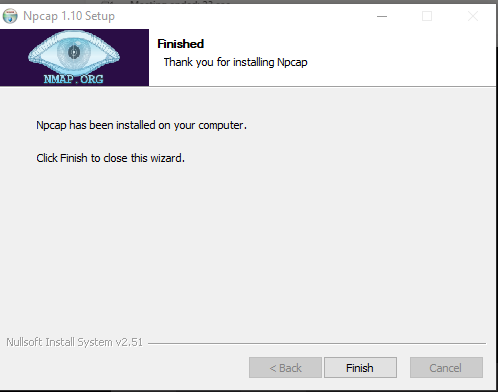 Npcap 1.10 Setup
NMAP.ORG
Finished
Thank you for installing Npcap
Npcap has been installed on your computer.
Click Finish to close this wizard.
Nullsoft Install System v2.51
< Back
Finish
Cancel